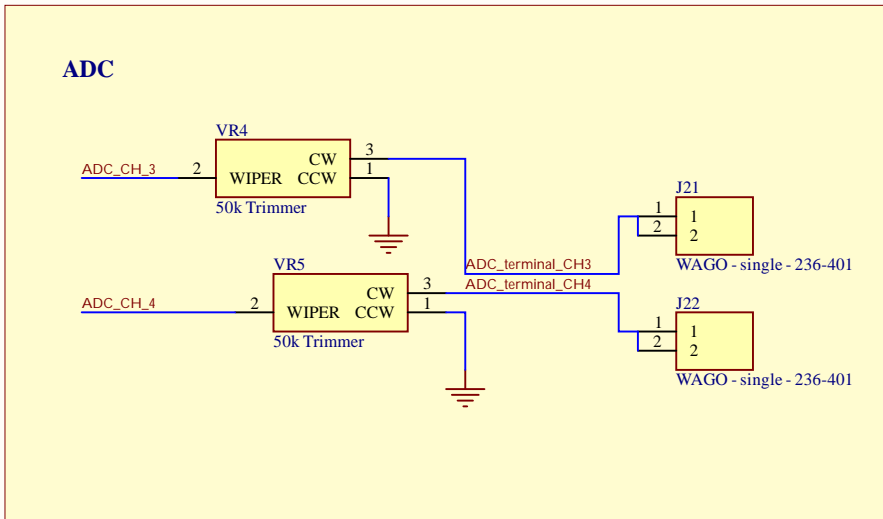 ADC
VR4
ADC_CH_3
2
WIPER
CW
CCW
3
1
50k Trimmer
J21
1
2
1
2
WAGO - single - 236-401
ADC_terminal_CH3
VR5
ADC_terminal_CH4
ADC_CH_4
2
WIPER
CW
CCW
3
1
50k Trimmer
J22
1
2
1
2
WAGO - single - 236-401